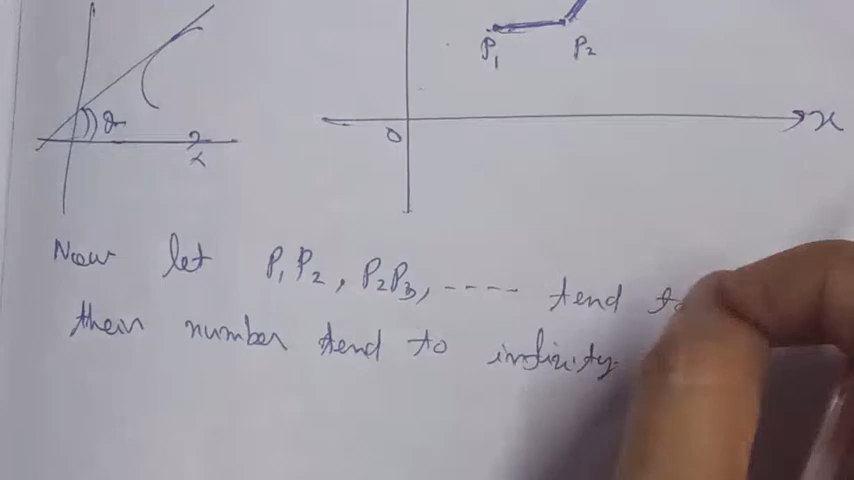 P1 P2
x
O
Now let P1P2, P2P3, ---- tend to
their number tend to infinity